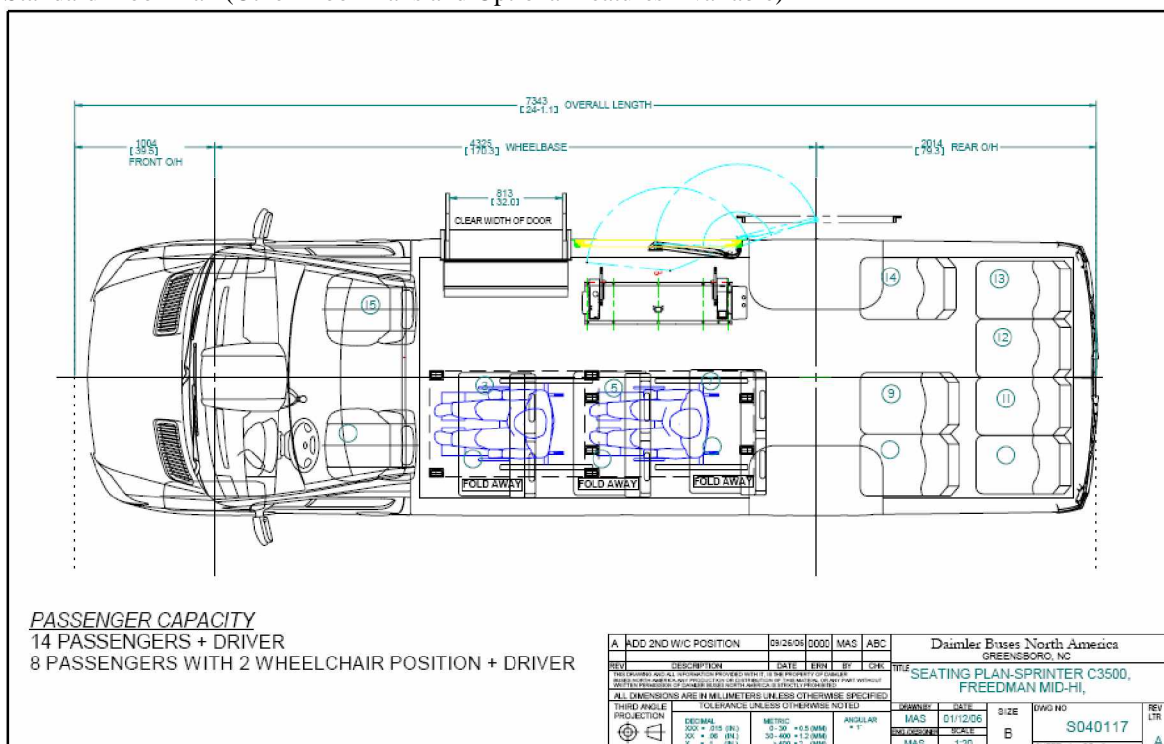 7343
[24-1.1] OVERALL LENGTH
1004
[39.5]
FRONT O/H
4325
[170.3] WHEELBASE
2014
[79.3] REAR O/H
813
[32.0]
CLEAR WIDTH OF DOOR
15
14
13
12
11
9
3
5
7
FOLD AWAY
FOLD AWAY
FOLD AWAY
PASSENGER CAPACITY
14 PASSENGERS + DRIVER
8 PASSENGERS WITH 2 WHEELCHAIR POSITION + DRIVER
A ADD 2ND W/C POSITION 09/26/06 0000 MAS ABC
REV DESCRIPTION DATE ERN BY CHK
ALL DIMENSIONS ARE IN MILLIMETERS UNLESS OTHERWISE SPECIFIED
THIRD ANGLE
PROJECTION
TOLERANCE UNLESS OTHERWISE NOTED
DECIMAL
METRIC
ANGULAR
Daimler Buses North America
GREENSBORO, NC
TITLE
SEATING PLAN-SPRINTER C3500,
FREEDMAN MID-HI,
DRAWN BY DATE
MAS 01/12/06
SCALE
MAS 1:20
SIZE
B
DWG NO
S040117
REV
LTR
A